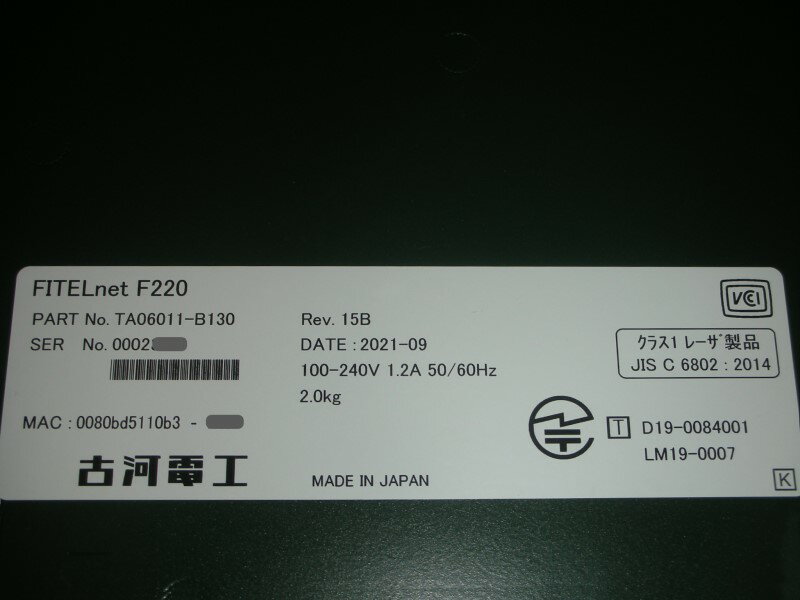 FITELnet F220
PART No. TA06011-B130
SER No. 0002
MAC : 0080bd5110b3 -
古河電工
Rev. 15B
DATE : 2021-09
100-240V 1.2A 50/60Hz
2.0kg
MADE IN JAPAN
VCI
クラス1 レーザ製品
JIS C 6802 : 2014
T D19-0084001
LM19-0007
K